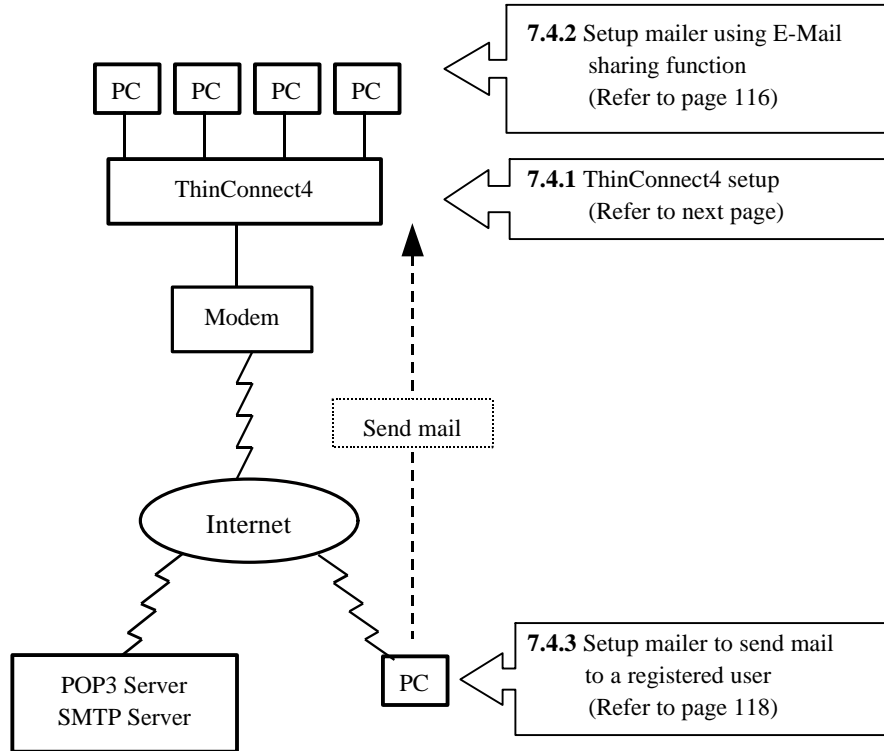 7.4.2 Setup mailer using E-Mail
sharing function
(Refer to page 116)
PC PC PC PC
ThinConnect4
7.4.1 ThinConnect4 setup
(Refer to next page)
Modem
Send mail
Internet
7.4.3 Setup mailer to send mail
to a registered user
(Refer to page 118)
PC
POP3 Server
SMTP Server